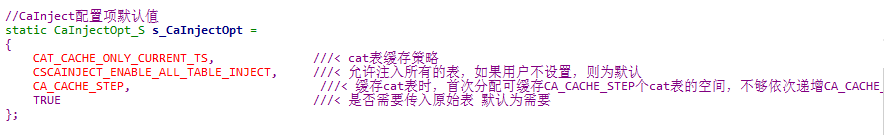 //CaInject配置项默认值
static CaInjectOpt_S s_CaInjectOpt =
{
CAT_CACHE_ONLY_CURRENT_TS, ///< cat表缓存策略
CSCAINJECT_ENABLE_ALL_TABLE_INJECT, ///< 允许注入所有的表，如果用户不设置，则为默认
CA_CACHE_STEP, ///< 缓存cat表时，首次分配可缓存CA_CACHE_STEP个cat表的空间，不够依次递增CA_CACHE_
TRUE ///< 是否需要传入原始表 默认为需要
};